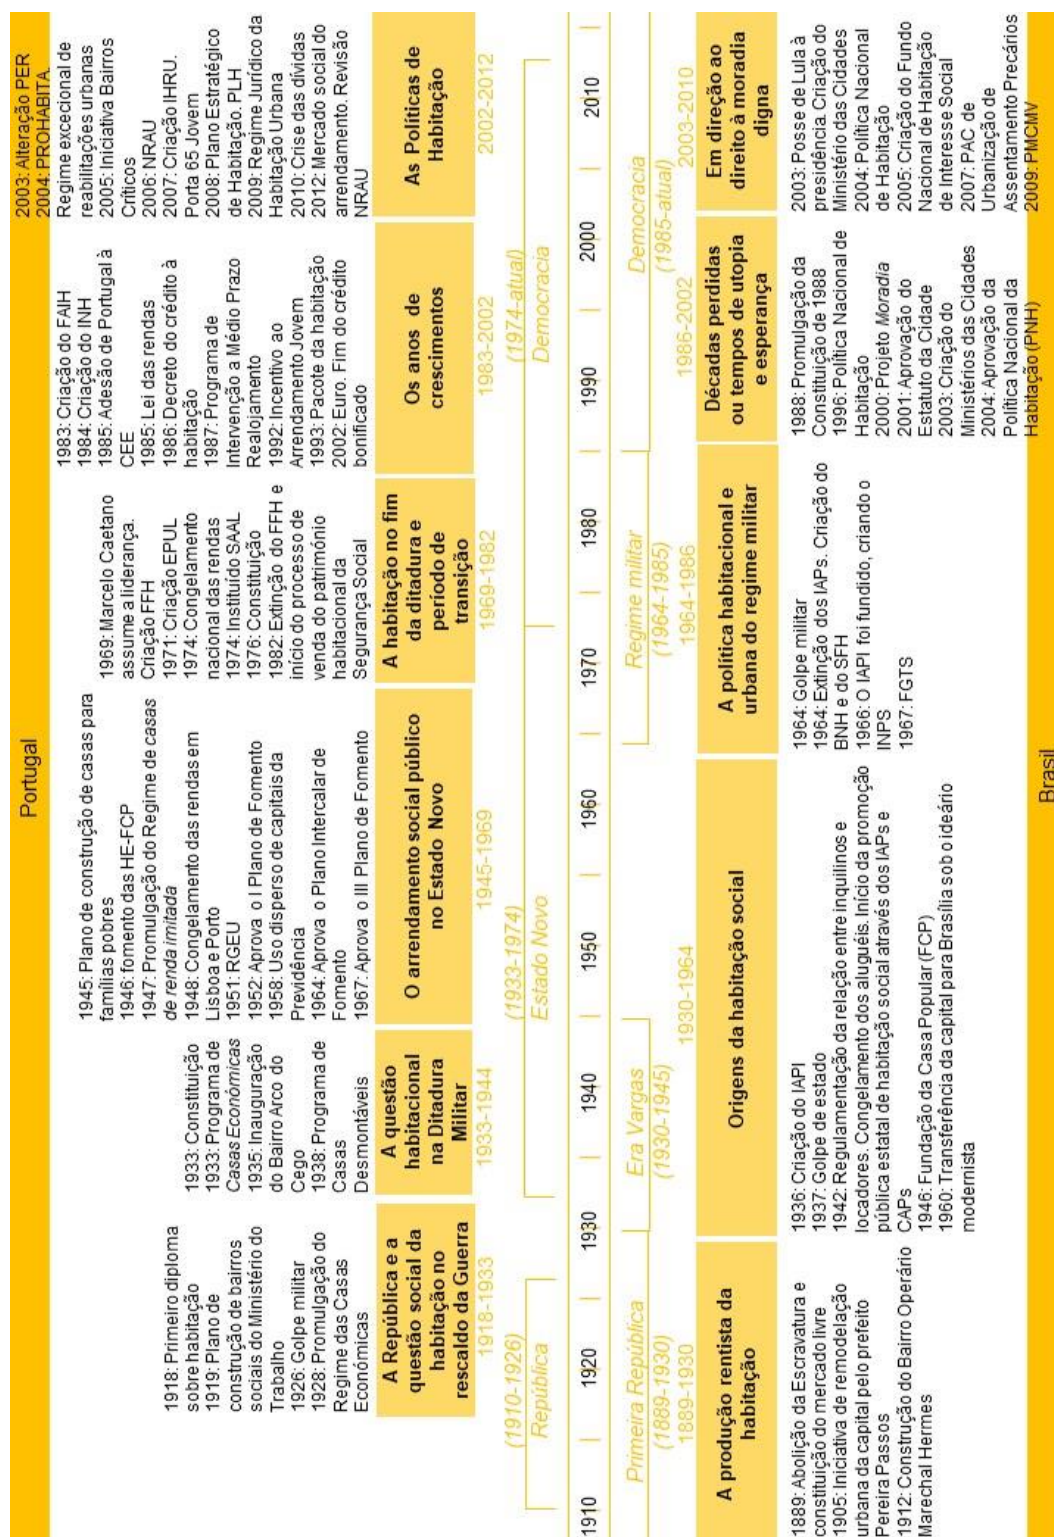 Portugal
1918: Primeiro diploma
sobre habitação
1919: Plano de
construção de bairros
sociais do Ministério do
Trabalho
1926: Golpe militar
1928: Promulgação do
Regime das Casas
Económicas
1933: Constituição
1933: Programa de
Casas Económicas
1935: Inauguração
do Bairro Arco do
Cego
1938: Programa de
Casas
Desmontáveis
1945: Plano de construção de casas para
famílias pobres
1946: fomento das HE-FCP
1947: Promulgação do Regime de casas
de renda imitada
1948: Congelamento das rendas em
Lisboa e Porto
1951: RGEU
1952: Aprova o I Plano de Fomento
1958: Uso disperso de capitais da
Previdência
1964: Aprova o Plano Intercalar de
Fomento
1967: Aprova o III Plano de Fomento
1969: Marcelo Caetano
assume a liderança.
Criação FFH
1971: Criação EPUL
1974: Congelamento
nacional das rendas
1974: Instituído SAAL
1976: Constituição
1982: Extinção do FFH e
início do processo de
venda do património
habitacional da
Segurança Social
1983: Criação do FAIH
1984: Criação do INH
1985: Adesão de Portugal à
CEE
1985: Lei das rendas
1986: Decreto do crédito à
habitação
1987: Programa de
Intervenção a Médio Prazo
Realojamento
1992: Incentivo ao
Arrendamento Jovem
1993: Pacote da habitação
2002: Euro. Fim do crédito
bonificado
2003: Alteração PER
2004: PROHABITA.
Regime excecional de
reabilitações urbanas
2005: Iniciativa Bairros
Críticos
2006: NRAU
2007: Criação IHRU.
Porta 65 Jovem
2008: Plano Estratégico
de Habitação. PLH
2009: Regime Jurídico da
Habitação Urbana
2010: Crise das dívidas
2012: Mercado social do
arrendamento. Revisão
NRAU
A República e a
questão social da
habitação no
rescaldo da Guerra
A questão
habitacional
na Ditadura
Militar
O arrendamento social público
no Estado Novo
A habitação no fim
da ditadura e
período de
transição
Os anos de
crescimentos
As Políticas de
Habitação
1918-1933
1933-1944
1945-1969
1969-1982
1983-2002
2002-2012
(1910-1926)
República
(1933-1974)
Estado Novo
(1974-atual)
Democracia
1910
1920
1930
1940
1950
1960
1970
1980
1990
2000
2010
Primeira República
(1889-1930)
Era Vargas
(1930-1945)
Regime militar
(1964-1985)
Democracia
(1985-atual)
1889-1930
1930-1964
1964-1986
1986-2002
2003-2010
A produção rentista da
habitação
Origens da habitação social
A política habitacional e
urbana do regime militar
Décadas perdidas
ou tempos de utopia
e esperança
Em direção ao
direito à moradia
digna
1889: Abolição da Escravatura e
constituição do mercado livre
1905: Iniciativa de remodelação
urbana da capital pelo prefeito
Pereira Passos
1912: Construção do Bairro Operário
Marechal Hermes
1936: Criação do IAPI
1937: Golpe de estado
1942: Regulamentação da relação entre inquilinos e
locadores. Congelamento dos aluguéis. Início da promoção
pública estatal de habitação social através dos IAPs e
CAPs
1946: Fundação da Casa Popular (FCP)
1960: Transferência da capital para Brasília sob o ideário
modernista
1964: Golpe militar
1964: Extinção dos IAPs. Criação do
BNH e do SFH
1966: O IAPI foi fundido, criando o
INPS
1967: FGTS
1988: Promulgação da
Constituição de 1988
1996: Política Nacional de
Habitação
2000: Projeto Moradia
2001: Aprovação do
Estatuto da Cidade
2003: Criação do
Ministérios das Cidades
2004: Aprovação da
Política Nacional da
Habitação (PNH)
2003: Posse de Lula à
presidência. Criação do
Ministério das Cidades
2004: Política Nacional
de Habitação
2005: Criação do Fundo
Nacional de Habitação
de Interesse Social
2007: PAC de
Urbanização de
Assentamento Precários
2009: PMCMV
Brasil